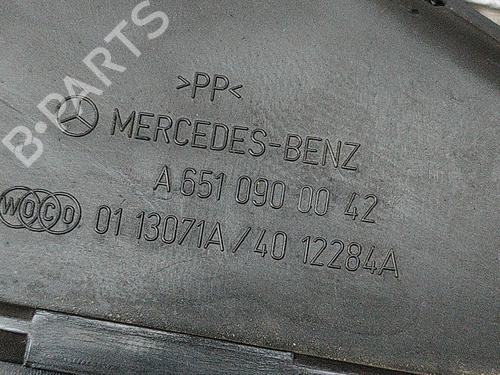 B-PARTS
>PP<
MERCEDES-BENZ
A 651 090 00 42
WOCO 01 13071A/40 12284A